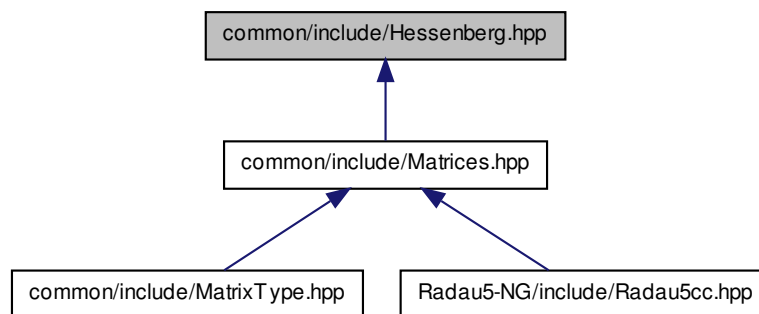 common/include/Hessenberg.hpp
common/include/Matrices.hpp
common/include/MatrixType.hpp
Radau5-NG/include/Radau5cc.hpp